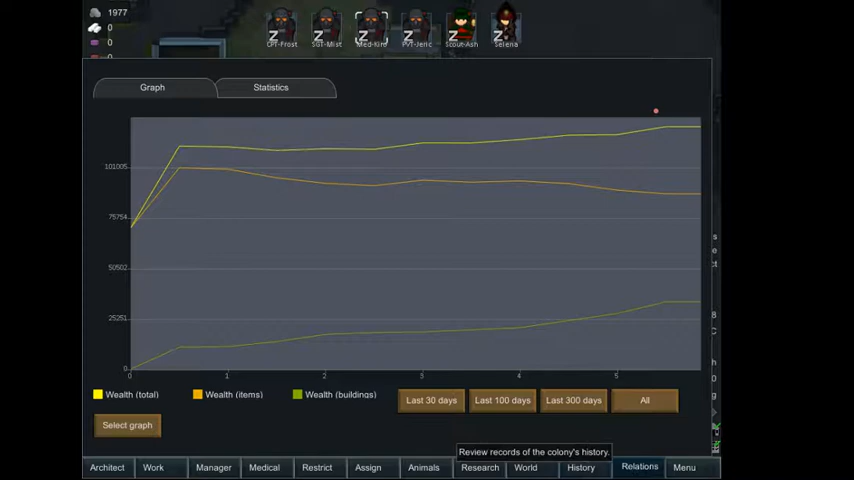 1977
0
0
CPT-Frost SGT-Mist Med-Kiro PVT-Jeric Scout-Ash Selena
Graph Statistics
101005
75754
50502
25251
0
0 1 2 3 4 5
Wealth (total) Wealth (items) Wealth (buildings)
Last 30 days Last 100 days Last 300 days All
Select graph
Review records of the colony's history.
Architect Work Manager Medical Restrict Assign Animals Research World History Relations Menu